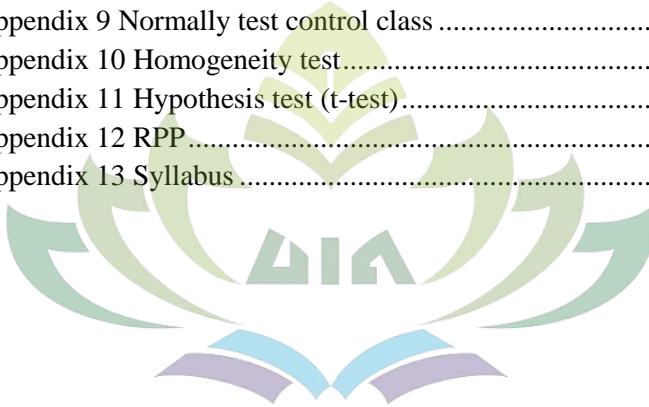 ppendix 9 Normally test control class ..................................
ppendix 10 Homogeneity test..................................................
ppendix 11 Hypothesis test (t-test)..........................................
ppendix 12 RPP.......................................................................
ppendix 13 Syllabus ................................................................
UIN